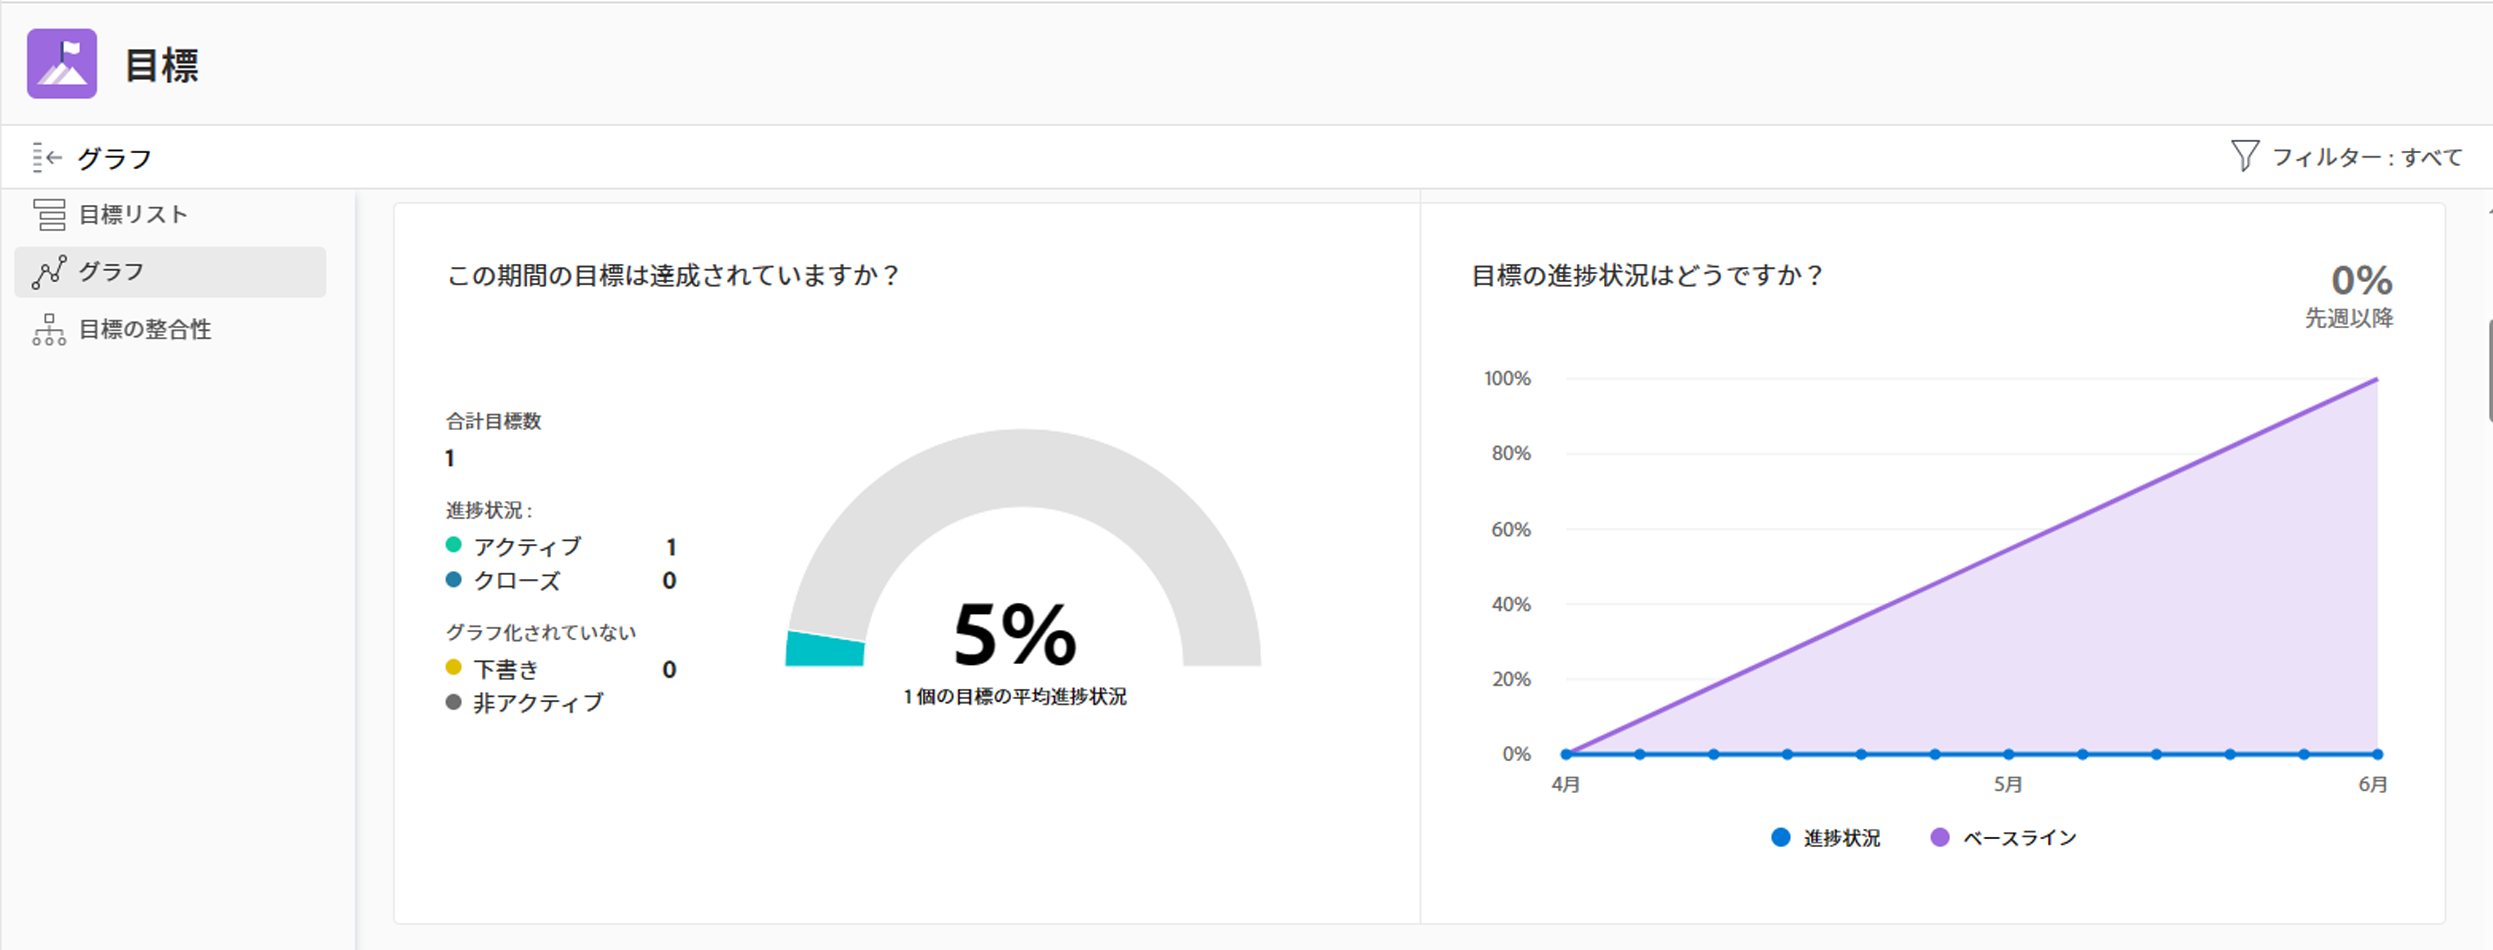 目標
グラフ
フィルター : すべて
目標リスト
グラフ
目標の整合性
この期間の目標は達成されていますか？
合計目標数
1
進捗状況 :
アクティブ 1
クローズ 0
グラフ化されていない
下書き 0
非アクティブ
5%
1 個の目標の平均進捗状況
目標の進捗状況はどうですか？
0%
先週以降
100%
80%
60%
40%
20%
0%
4月 5月 6月
進捗状況 ベースライン